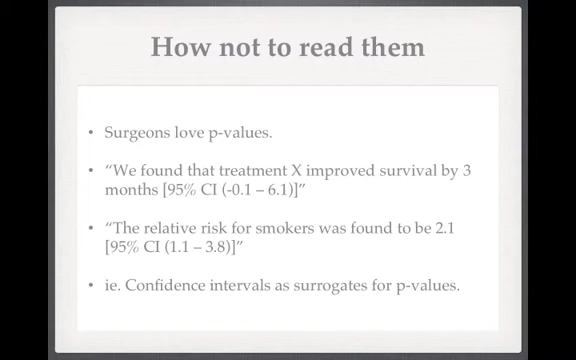 How not to read them
• Surgeons love p-values.
• “We found that treatment X improved survival by 3
months [95% CI (-0.1 – 6.1)]”
• “The relative risk for smokers was found to be 2.1
[95% CI (1.1 – 3.8)]”
• ie. Confidence intervals as surrogates for p-values.